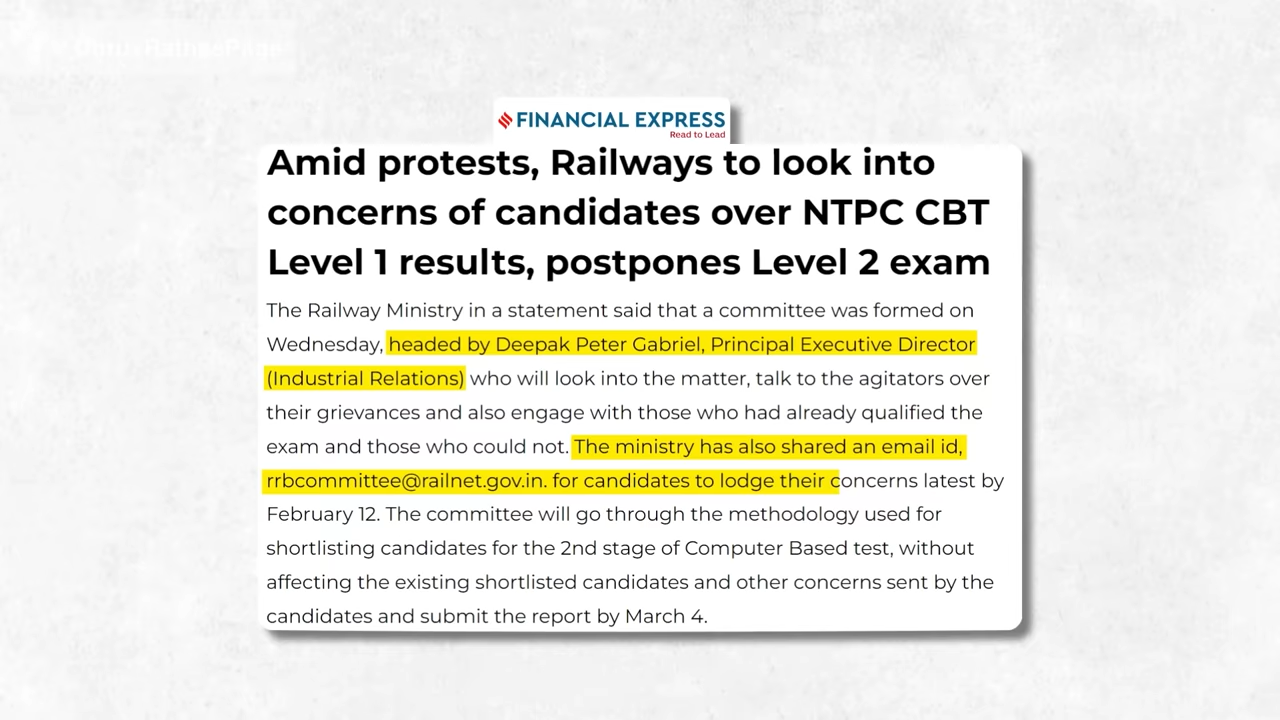 FINANCIAL EXPRESS
Read to Lead
Amid protests, Railways to look into
concerns of candidates over NTPC CBT
Level 1 results, postpones Level 2 exam
The Railway Ministry in a statement said that a committee was formed on
Wednesday, headed by Deepak Peter Gabriel, Principal Executive Director
(Industrial Relations) who will look into the matter, talk to the agitators over
their grievances and also engage with those who had already qualified the
exam and those who could not. The ministry has also shared an email id,
rrbcommittee@railnet.gov.in. for candidates to lodge their concerns latest by
February 12. The committee will go through the methodology used for
shortlisting candidates for the 2nd stage of Computer Based test, without
affecting the existing shortlisted candidates and other concerns sent by the
candidates and submit the report by March 4.